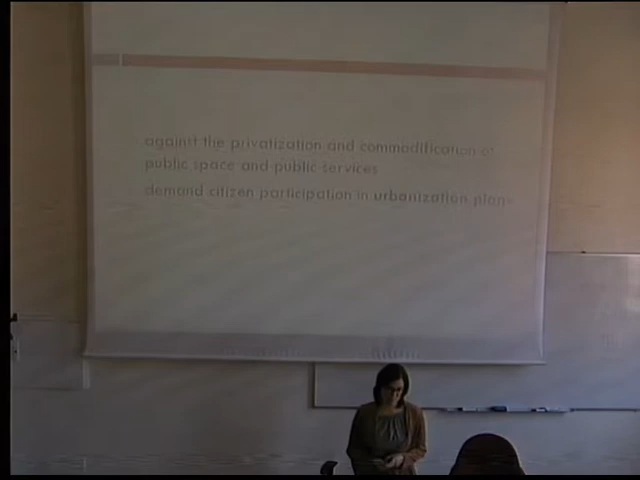 against the privatization and commodification of
public space and public services
demand citizen participation in urbanization plans